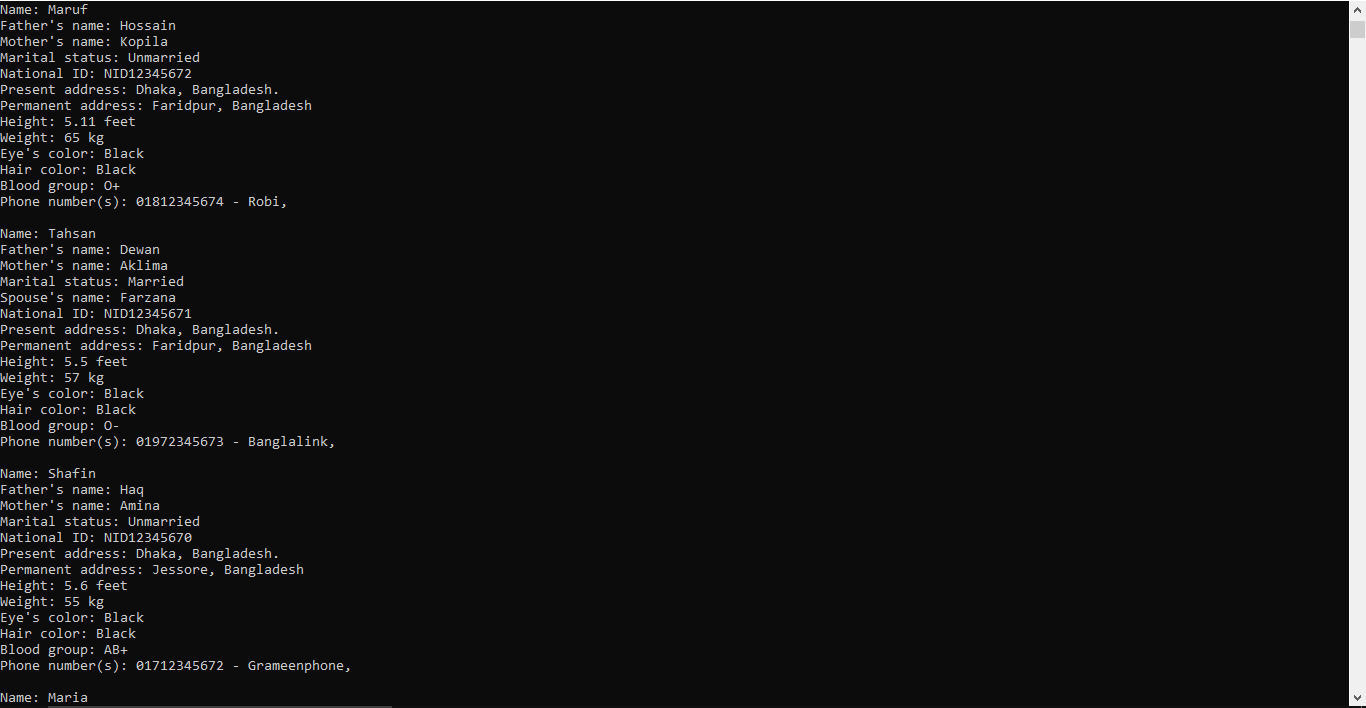 Name: Maruf
Father's name: Hossain
Mother's name: Kopila
Marital status: Unmarried
National ID: NID12345672
Present address: Dhaka, Bangladesh.
Permanent address: Faridpur, Bangladesh
Height: 5.11 feet
Weight: 65 kg
Eye's color: Black
Hair color: Black
Blood group: O+
Phone number(s): 01812345674 - Robi,

Name: Tahsan
Father's name: Dewan
Mother's name: Aklima
Marital status: Married
Spouse's name: Farzana
National ID: NID12345671
Present address: Dhaka, Bangladesh.
Permanent address: Faridpur, Bangladesh
Height: 5.5 feet
Weight: 57 kg
Eye's color: Black
Hair color: Black
Blood group: O-
Phone number(s): 01972345673 - Banglalink,

Name: Shafin
Father's name: Haq
Mother's name: Amina
Marital status: Unmarried
National ID: NID12345670
Present address: Dhaka, Bangladesh.
Permanent address: Jessore, Bangladesh
Height: 5.6 feet
Weight: 55 kg
Eye's color: Black
Hair color: Black
Blood group: AB+
Phone number(s): 01712345672 - Grameenphone,

Name: Maria